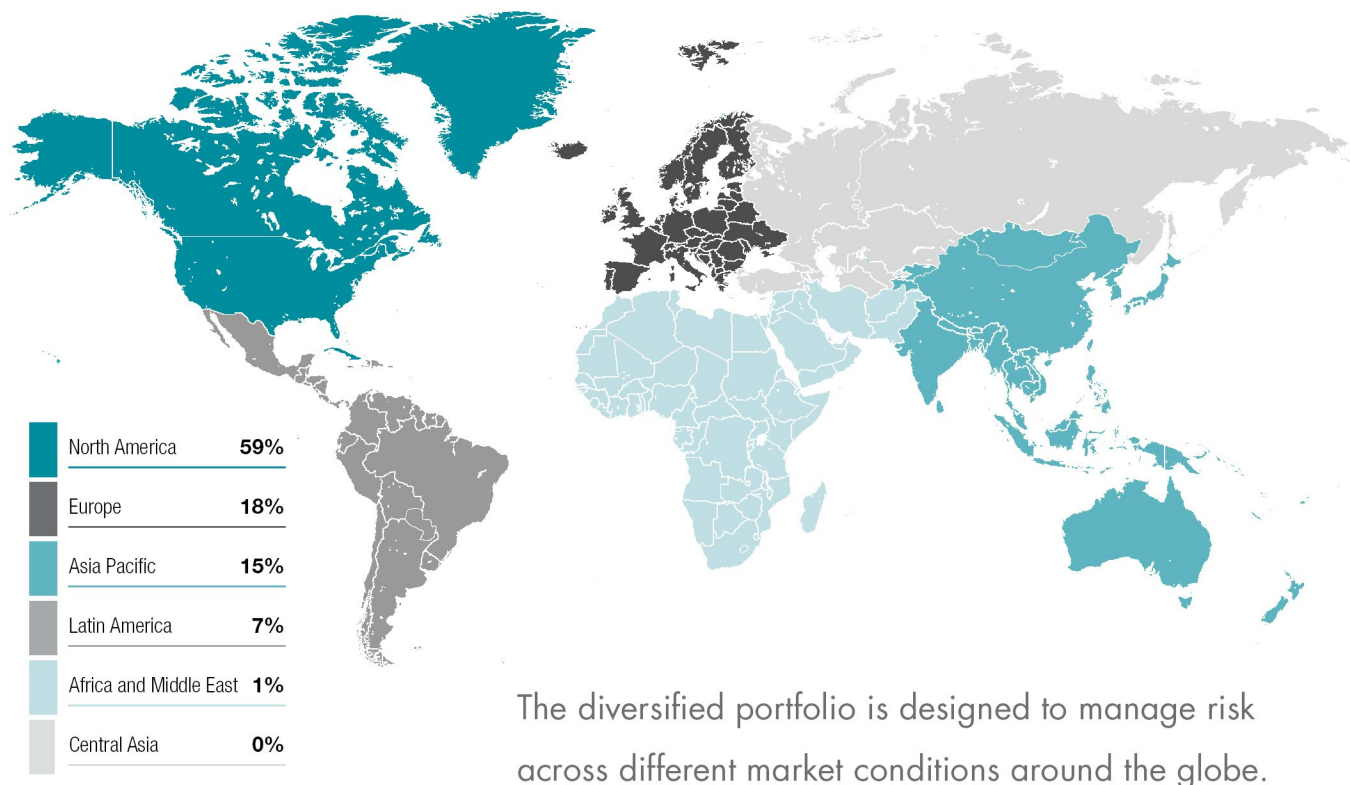 North America 59%
Europe 18%
Asia Pacific 15%
Latin America 7%
Africa and Middle East 1%
Central Asia 0%
The diversified portfolio is designed to manage risk
across different market conditions around the globe.